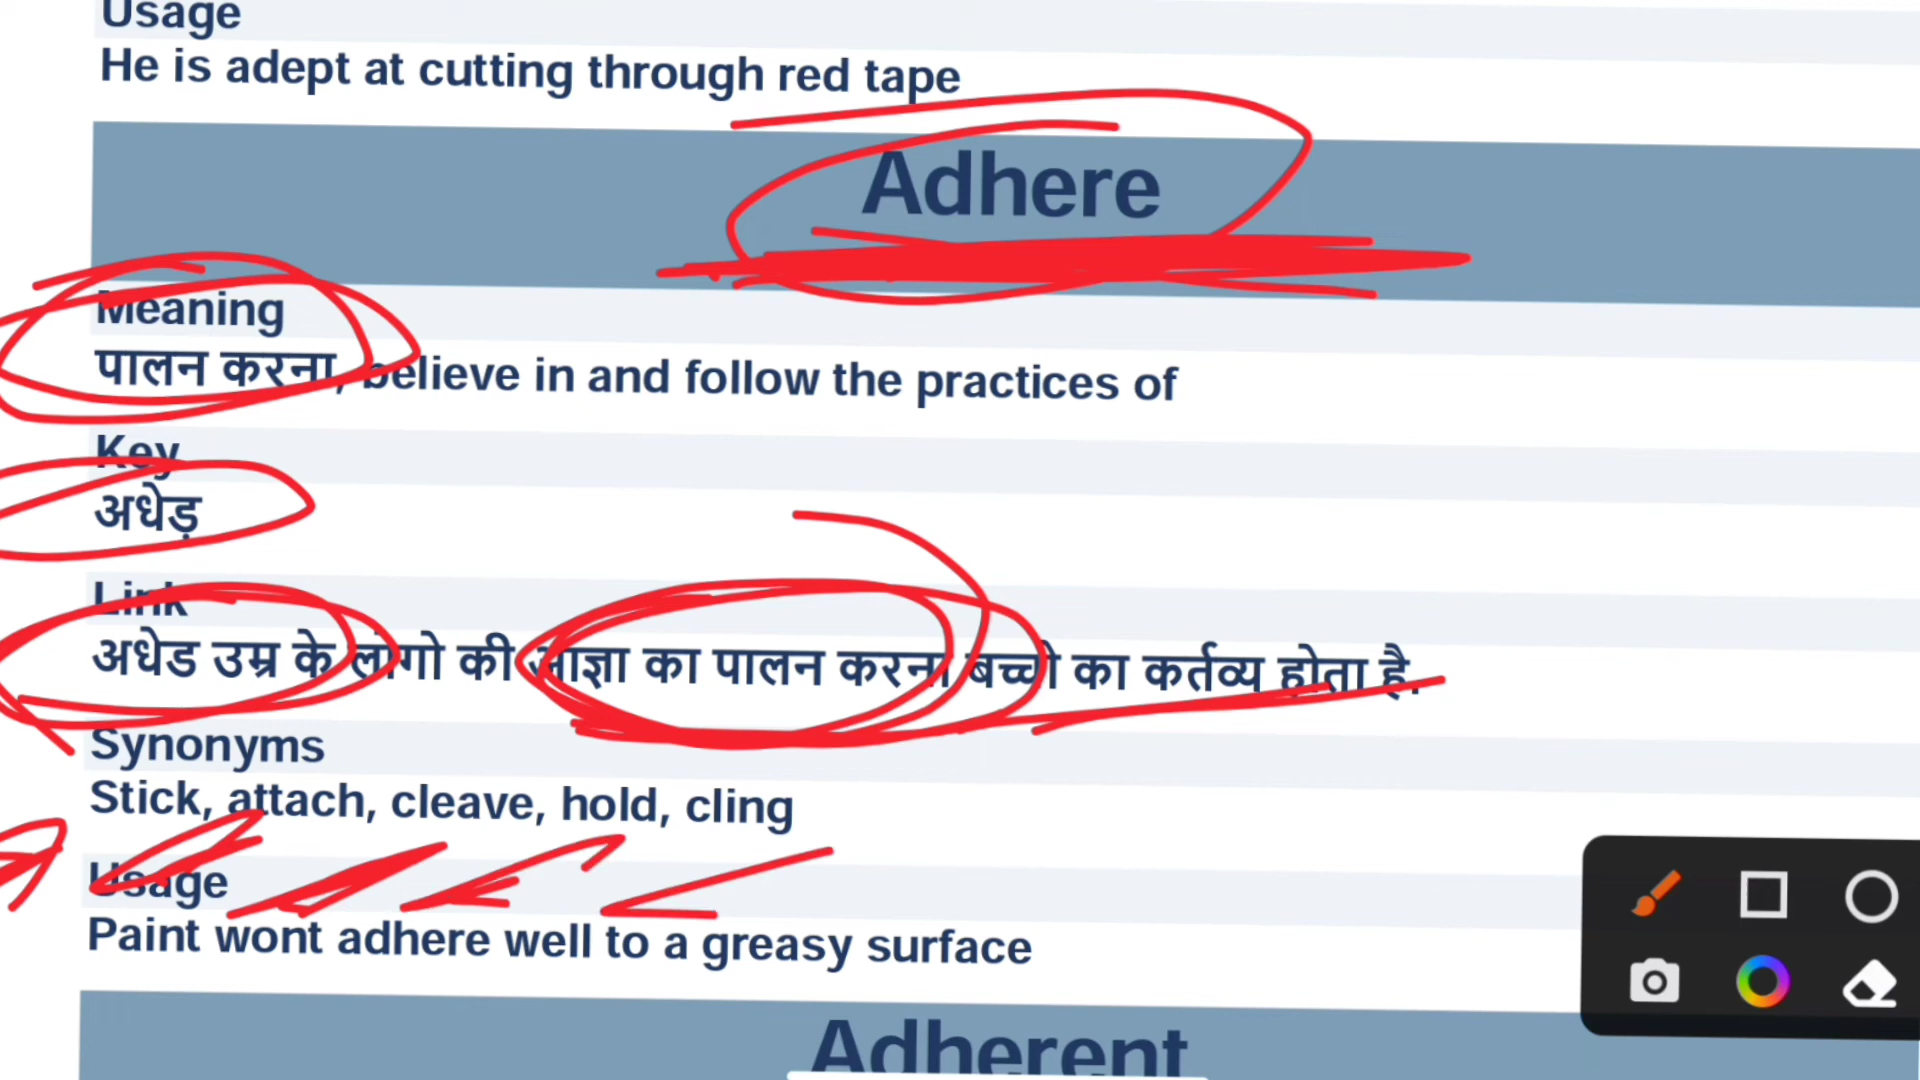 Usage
He is adept at cutting through red tape
Adhere
Meaning
पालन करना, believe in and follow the practices of
Key
अधेड़
Link
अधेड उम्र के लोगो की आज्ञा का पालन करना बच्चो का कर्तव्य होता है.
Synonyms
Stick, attach, cleave, hold, cling
Usage
Paint wont adhere well to a greasy surface
Adherent